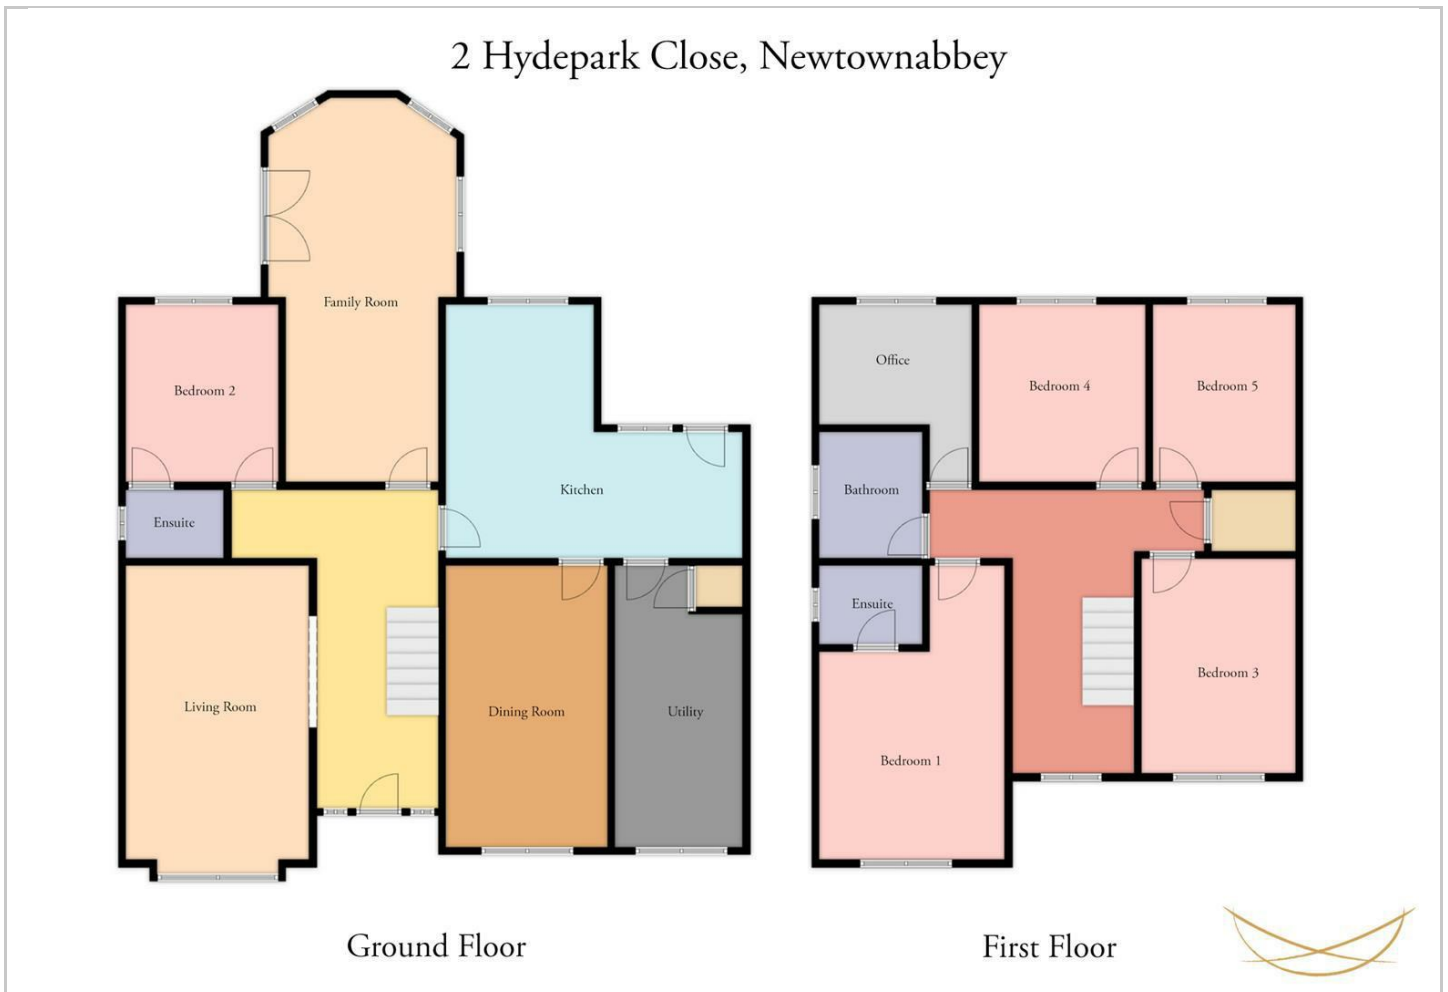 2 Hydepark Close, Newtownabbey
Family Room
Bedroom 2
Kitchen
Ensuite
Living Room
Dining Room
Utility
Ground Floor
Office
Bedroom 4
Bedroom 5
Bathroom
Ensuite
Bedroom 3
Bedroom 1
First Floor